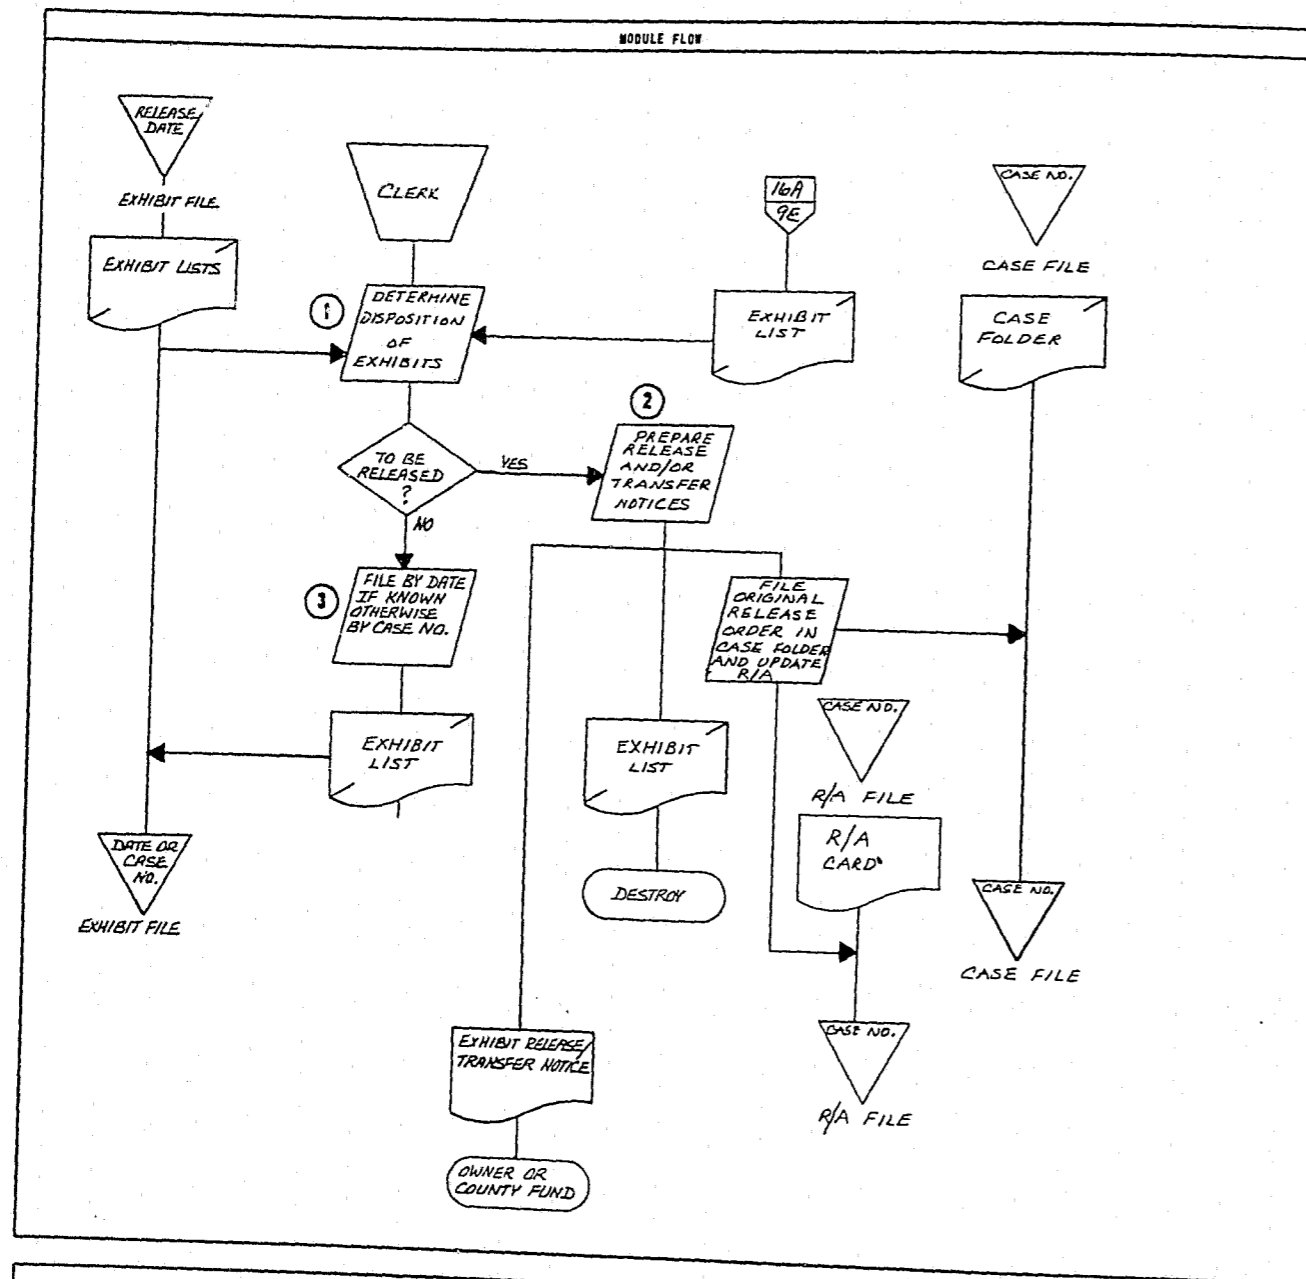 MODULE FLOW
RELEASE
DATE
EXHIBIT FILE
EXHIBIT LISTS
CLERK
1
DETERMINE
DISPOSITION
OF
EXHIBITS
16A
9E
EXHIBIT
LIST
CASE NO.
CASE FILE
CASE
FOLDER
TO BE
RELEASED
?
YES
NO
2
PREPARE
RELEASE
AND/OR
TRANSFER
NOTICES
3
FILE BY DATE
IF KNOWN
OTHERWISE
BY CASE NO.
FILE
ORIGINAL
RELEASE
ORDER IN
CASE FOLDER
AND UPDATE
R/A
EXHIBIT
LIST
EXHIBIT
LIST
CASE NO.
R/A FILE
R/A
CARD
DATE OR
CASE
NO.
EXHIBIT FILE
DESTROY
CASE NO.
CASE FILE
EXHIBIT RELEASE/
TRANSFER NOTICE
CASE NO.
R/A FILE
OWNER OR
COUNTY FUND